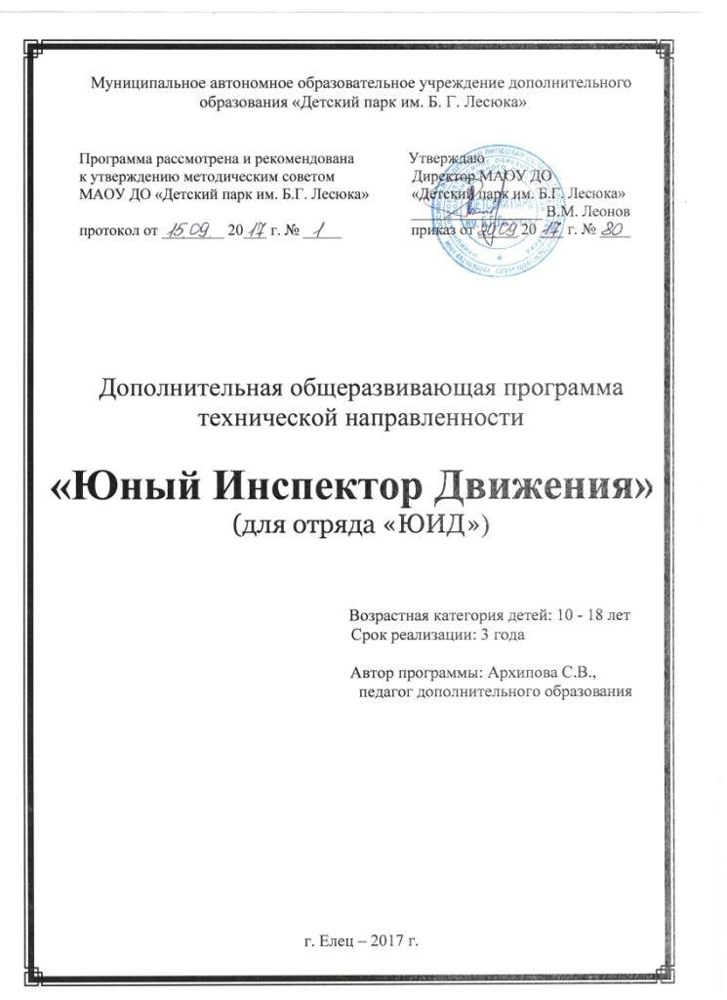 Муниципальное автономное образовательное учреждение дополнительного
образования «Детский парк им. Б. Г. Лесюка»
Программа рассмотрена и рекомендована
к утверждению методическим советом
МАОУ ДО «Детский парк им. Б.Г. Лесюка»
протокол от 15.09. 20 17 г. № 1
Утверждаю
Директор МАОУ ДО
«Детский парк им. Б.Г. Лесюка»
В.М. Леонов
приказ от 20.09 20 17 г. № 80
ДЕТСКИЙ ПАРК
Дополнительная общеразвивающая программа
технической направленности
«Юный Инспектор Движения»
(для отряда «ЮИД»)
Возрастная категория детей: 10 - 18 лет
Срок реализации: 3 года
Автор программы: Архипова С.В.,
педагог дополнительного образования
г. Елец – 2017 г.